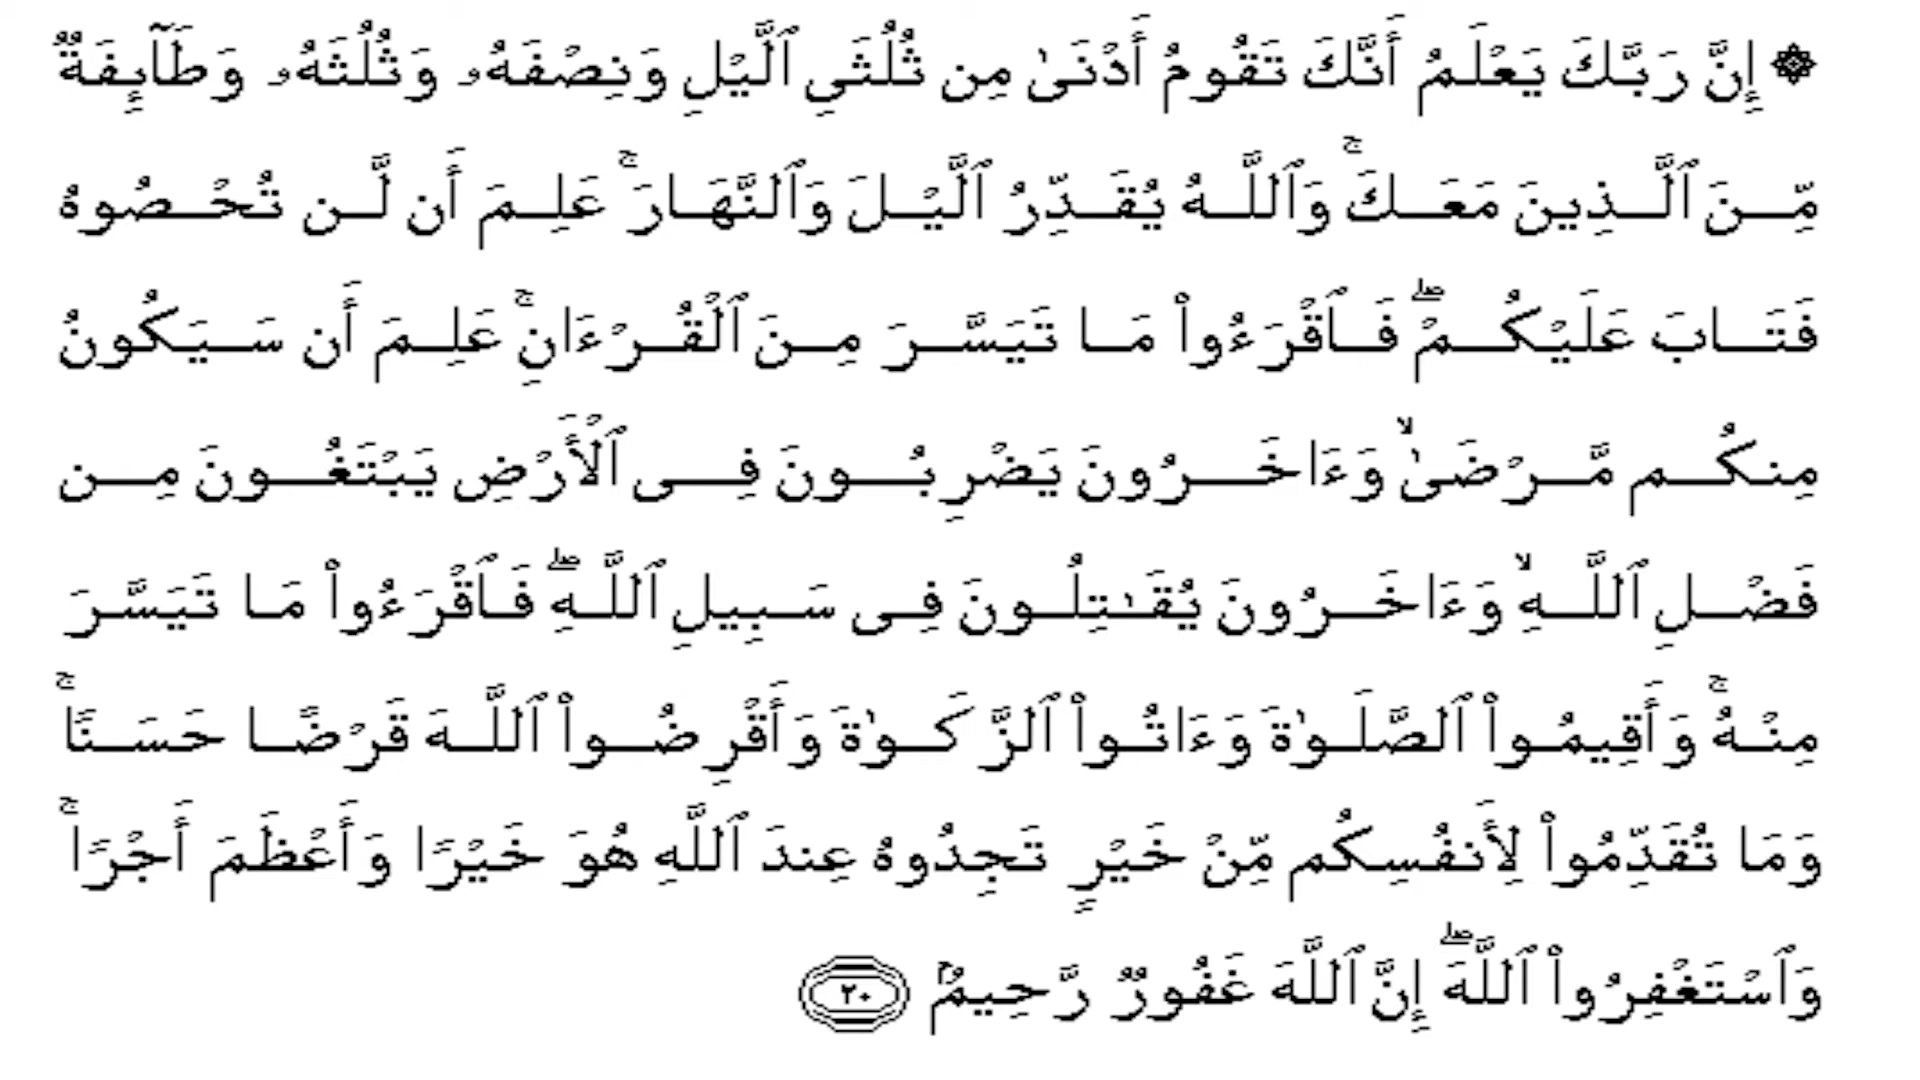 ۞ إِنَّ رَبَّكَ يَعْلَمُ أَنَّكَ تَقُومُ أَدْنَىٰ مِن ثُلُثَيِ ٱلَّيْلِ وَنِصْفَهُۥ وَثُلُثَهُۥ وَطَآئِفَةٌ
مِّنَ ٱلَّذِينَ مَعَكَ ۚ وَٱللَّهُ يُقَدِّرُ ٱلَّيْلَ وَٱلنَّهَارَ ۚ عَلِمَ أَن لَّن تُحْصُوهُ
فَتَابَ عَلَيْكُمْ ۖ فَٱقْرَءُوا۟ مَا تَيَسَّرَ مِنَ ٱلْقُرْءَانِ ۚ عَلِمَ أَن سَيَكُونُ
مِنكُم مَّرْضَىٰ ۙ وَءَاخَرُونَ يَضْرِبُونَ فِى ٱلْأَرْضِ يَبْتَغُونَ مِن
فَضْلِ ٱللَّهِ ۙ وَءَاخَرُونَ يُقَـٰتِلُونَ فِى سَبِيلِ ٱللَّهِ ۖ فَٱقْرَءُوا۟ مَا تَيَسَّرَ
مِنْهُ ۚ وَأَقِيمُوا۟ ٱلصَّلَوٰةَ وَءَاتُوا۟ ٱلزَّكَوٰةَ وَأَقْرِضُوا۟ ٱللَّهَ قَرْضًا حَسَنًا ۚ
وَمَا تُقَدِّمُوا۟ لِأَنفُسِكُم مِّنْ خَيْرٍ تَجِدُوهُ عِندَ ٱللَّهِ هُوَ خَيْرًا وَأَعْظَمَ أَجْرًا ۚ
وَٱسْتَغْفِرُوا۟ ٱللَّهَ ۖ إِنَّ ٱللَّهَ غَفُورٌ رَّحِيمٌۢ ٢٠